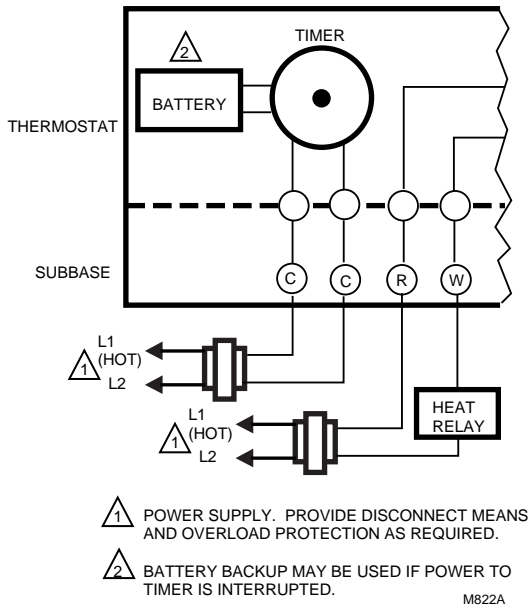 TIMER
2
BATTERY
THERMOSTAT
SUBBASE
C
C
R
W
L1
(HOT)
1
L2
L1
(HOT)
1
L2
HEAT
RELAY
1
POWER SUPPLY. PROVIDE DISCONNECT MEANS
AND OVERLOAD PROTECTION AS REQUIRED.
2
BATTERY BACKUP MAY BE USED IF POWER TO
TIMER IS INTERRUPTED.
M822A